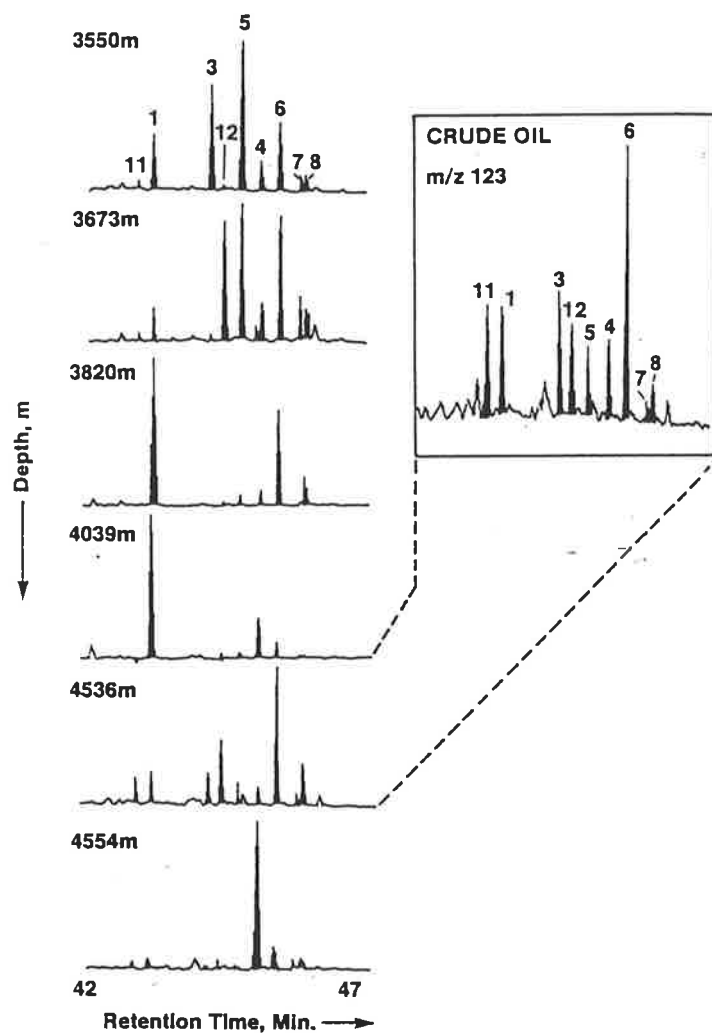 3550m
5
3
1
12
6
11
4
7 8
CRUDE OIL
m/z 123
6
11
1
3
12
5
4
7
8
3673m
3820m
Depth, m
4039m
4536m
4554m
42
47
Retention Time, Min.